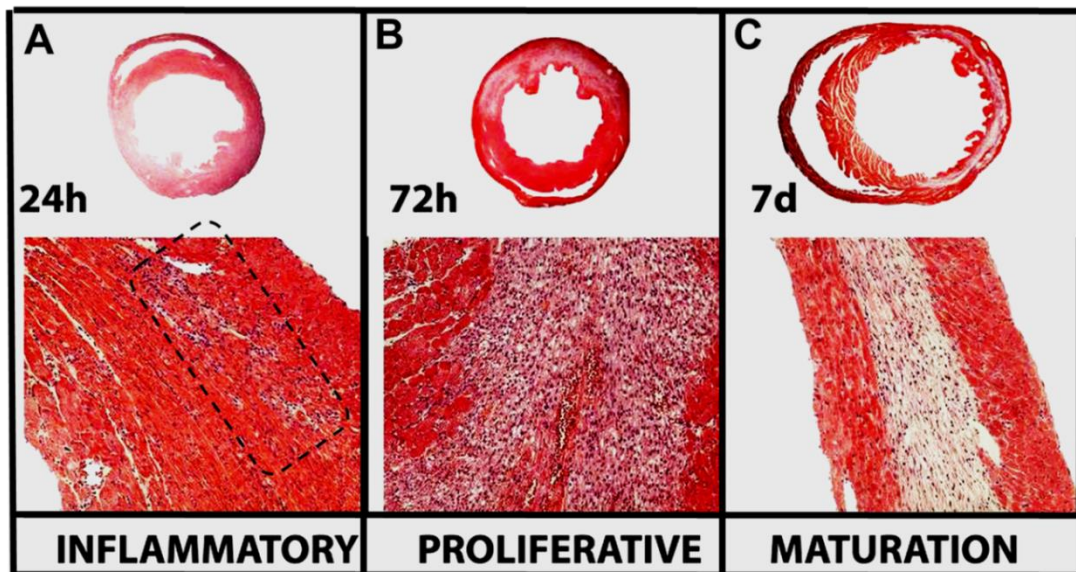 A
24h
INFLAMMATORY
B
72h
PROLIFERATIVE
C
7d
MATURATION